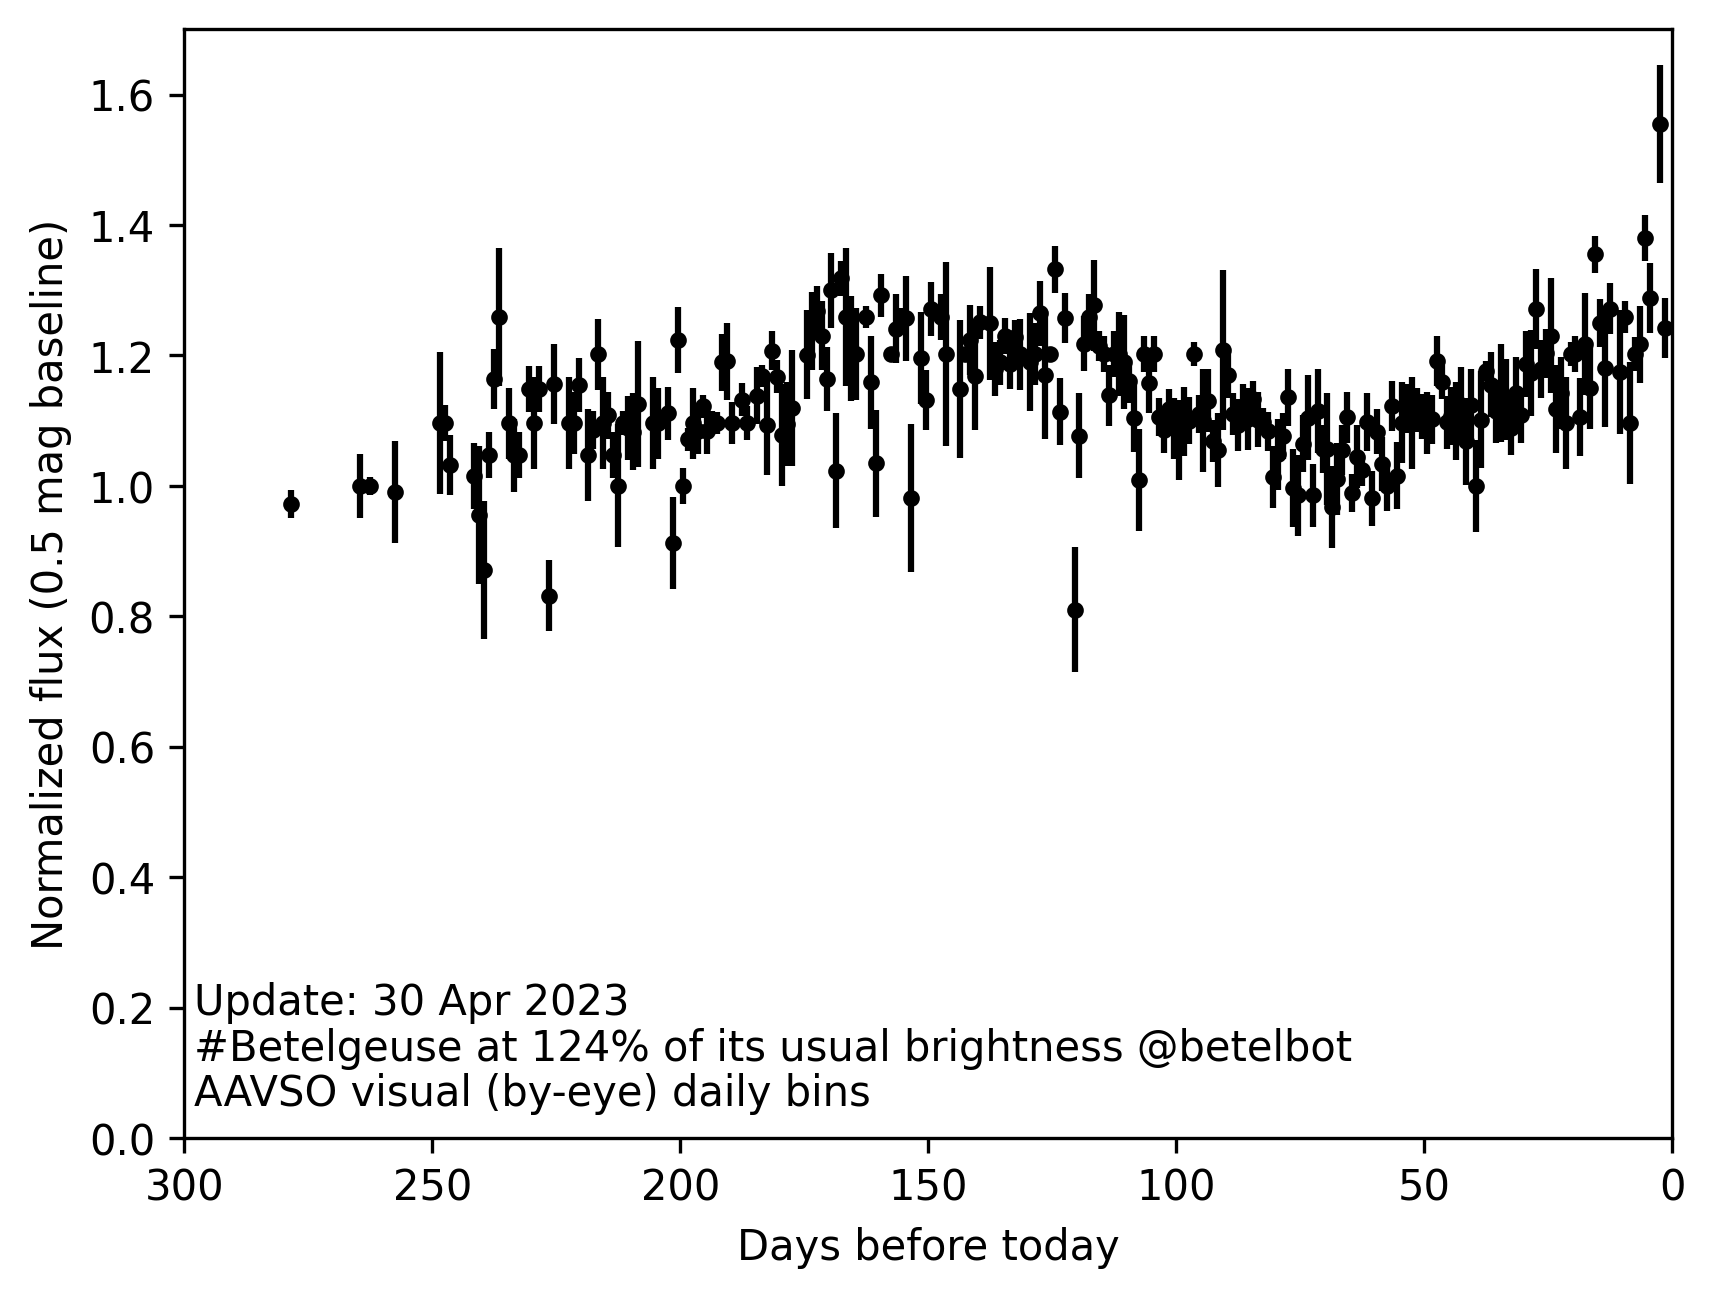 1.6
1.4
1.2
1.0
0.8
0.6
0.4
0.2
0.0
Normalized flux (0.5 mag baseline)
Update: 30 Apr 2023
#Betelgeuse at 124% of its usual brightness @betelbot
AAVSO visual (by-eye) daily bins
300 250 200 150 100 50 0
Days before today